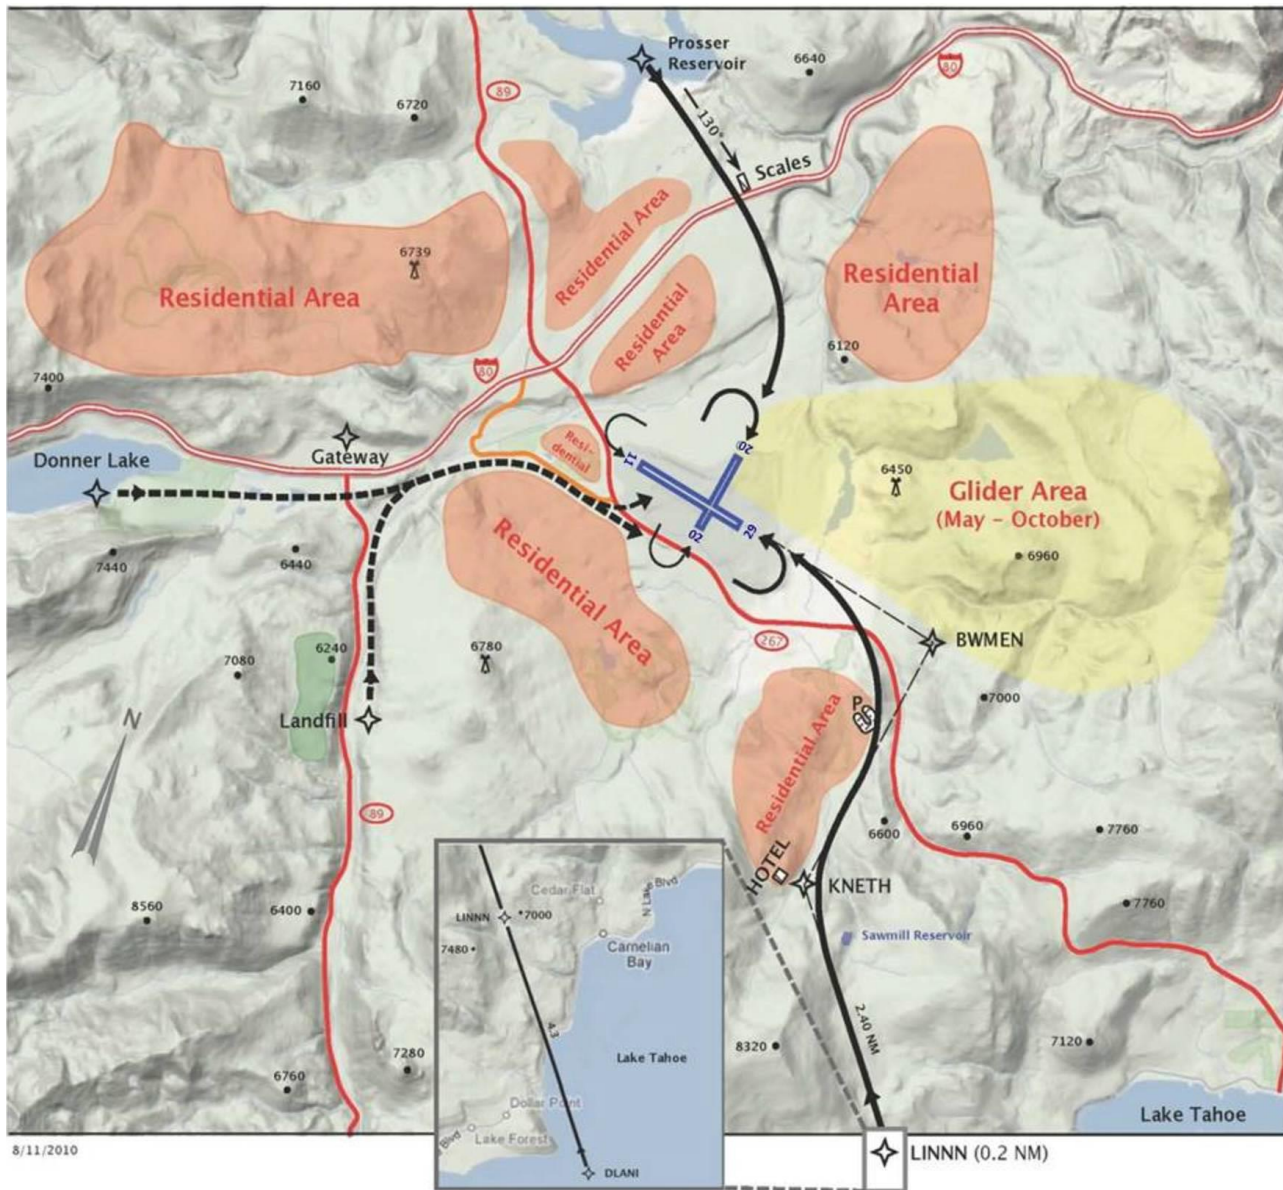 Prosser
Reservoir
6640
80
7160
6720
89
130°
Scales
Residential Area
6739
Residential Area
Residential
Area
Residential
Area
6120
80
7400
Donner Lake
Gateway
Resi-
dential
11
20
29
02
6450
Glider Area
(May – October)
6960
7440
6440
Residential Area
267
BWMEN
6240
7080
6780
7000
Landfill
P
Residential Area
N
89
6600
6960
7760
HOTEL
KNETH
8560
6400
7760
Sawmill Reservoir
Cedar Flat
N Lake Blvd
LINNN
7000
7480
Carnelian
Bay
4.3
2.40 NM
Lake Tahoe
8320
7120
7280
6760
Dollar Point
Lake Forest
Blvd
DLANI
Lake Tahoe
8/11/2010
LINNN (0.2 NM)